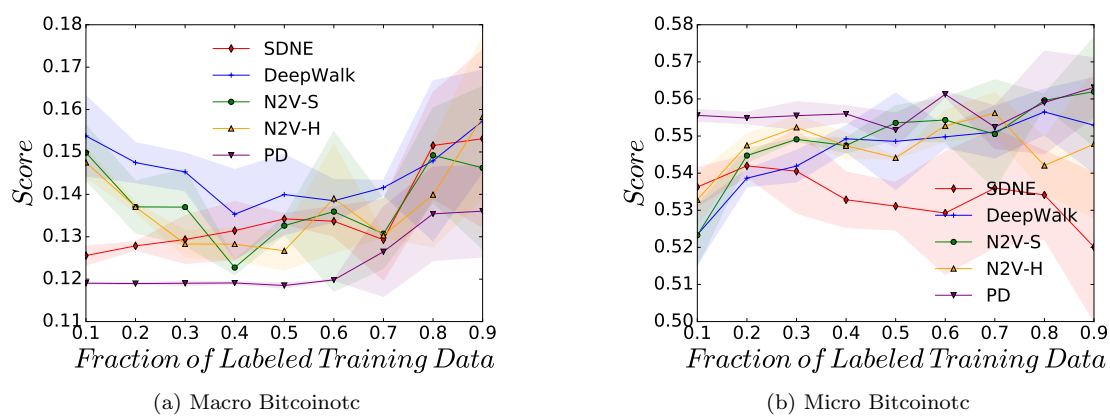 0.18
0.17
0.16
0.15
0.14
0.13
0.12
0.11
Score
SDNE
DeepWalk
N2V-S
N2V-H
PD
0.1 0.2 0.3 0.4 0.5 0.6 0.7 0.8 0.9
Fraction of Labeled Training Data
(a) Macro Bitcoinotc
0.58
0.57
0.56
0.55
0.54
0.53
0.52
0.51
0.50
Score
SDNE
DeepWalk
N2V-S
N2V-H
PD
0.1 0.2 0.3 0.4 0.5 0.6 0.7 0.8 0.9
Fraction of Labeled Training Data
(b) Micro Bitcoinotc